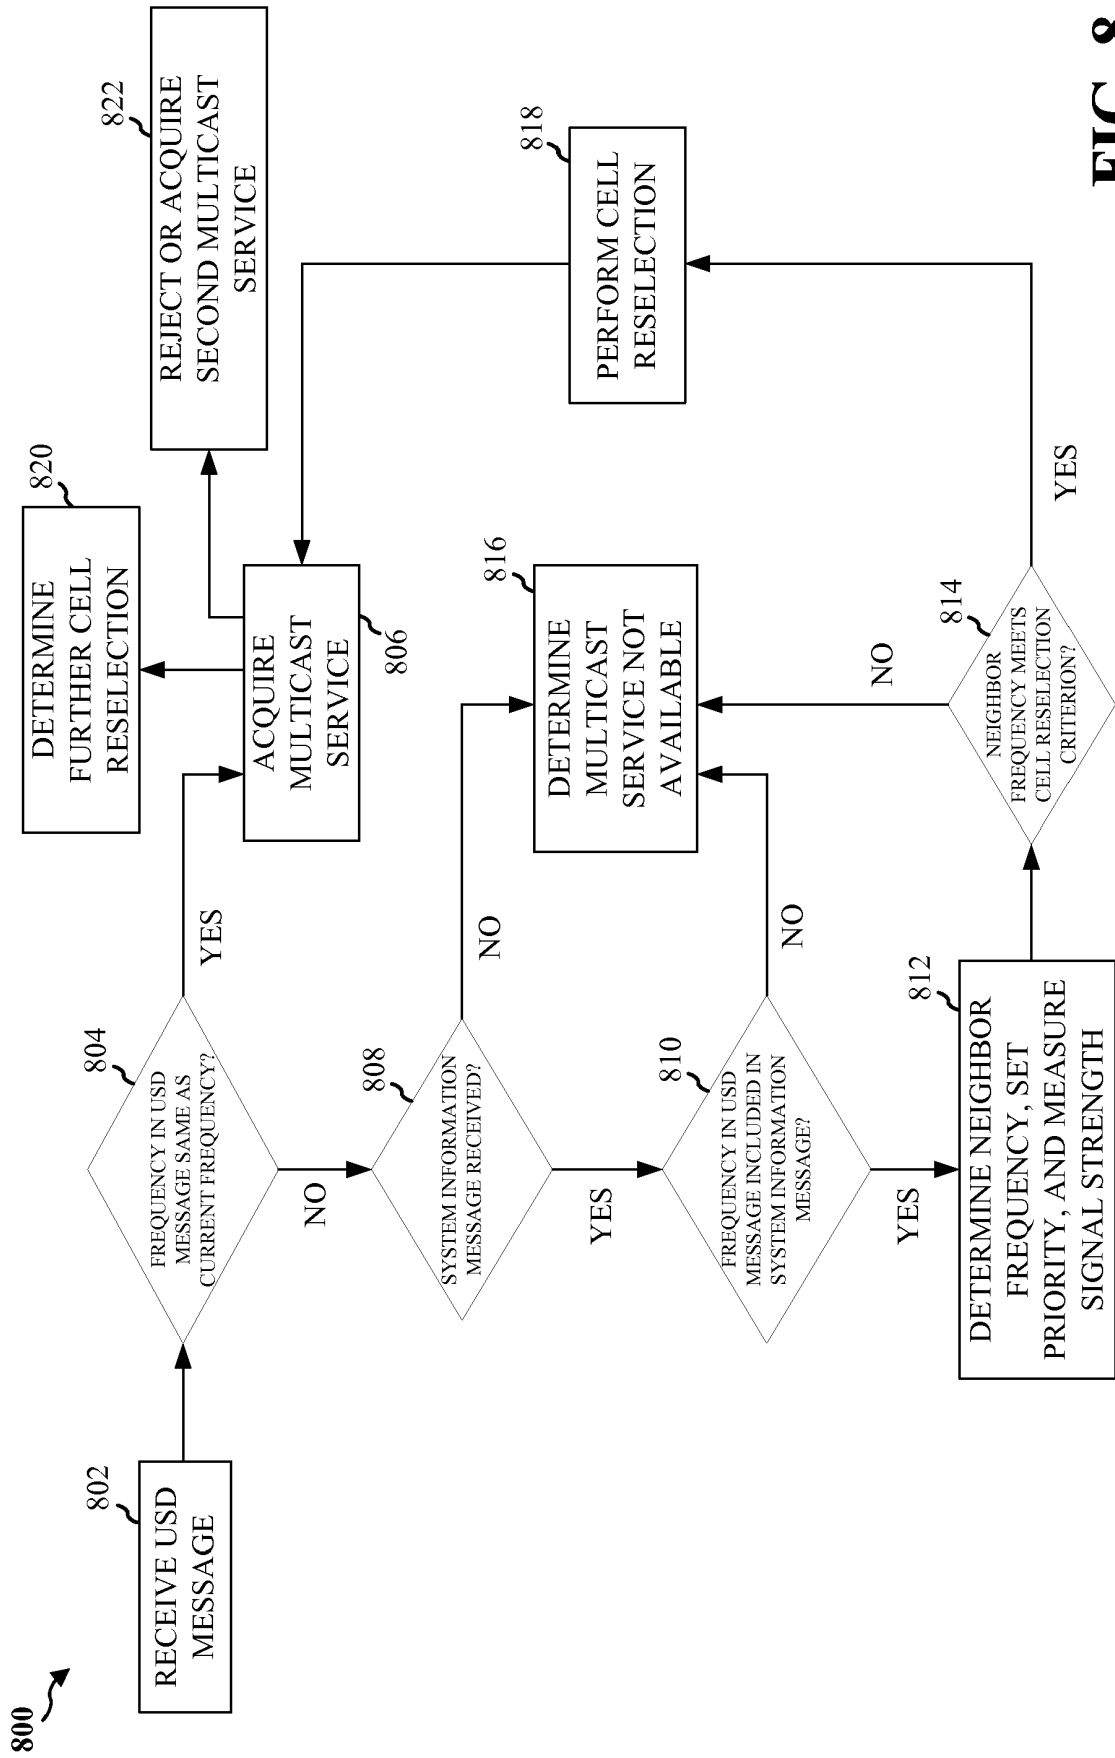 800
802
RECEIVE USD
MESSAGE
804
FREQUENCY IN USD
MESSAGE SAME AS
CURRENT FREQUENCY?
YES
NO
806
ACQUIRE
MULTICAST
SERVICE
820
DETERMINE
FURTHER CELL
RESELECTION
822
REJECT OR ACQUIRE
SECOND MULTICAST
SERVICE
808
SYSTEM INFORMATION
MESSAGE RECEIVED?
NO
YES
810
FREQUENCY IN USD
MESSAGE INCLUDED IN
SYSTEM INFORMATION
MESSAGE?
NO
YES
816
DETERMINE
MULTICAST
SERVICE NOT
AVAILABLE
812
DETERMINE NEIGHBOR
FREQUENCY, SET
PRIORITY, AND MEASURE
SIGNAL STRENGTH
814
NEIGHBOR
FREQUENCY MEETS
CELL RESELECTION
CRITERION?
NO
YES
818
PERFORM CELL
RESELECTION
FIG. 8